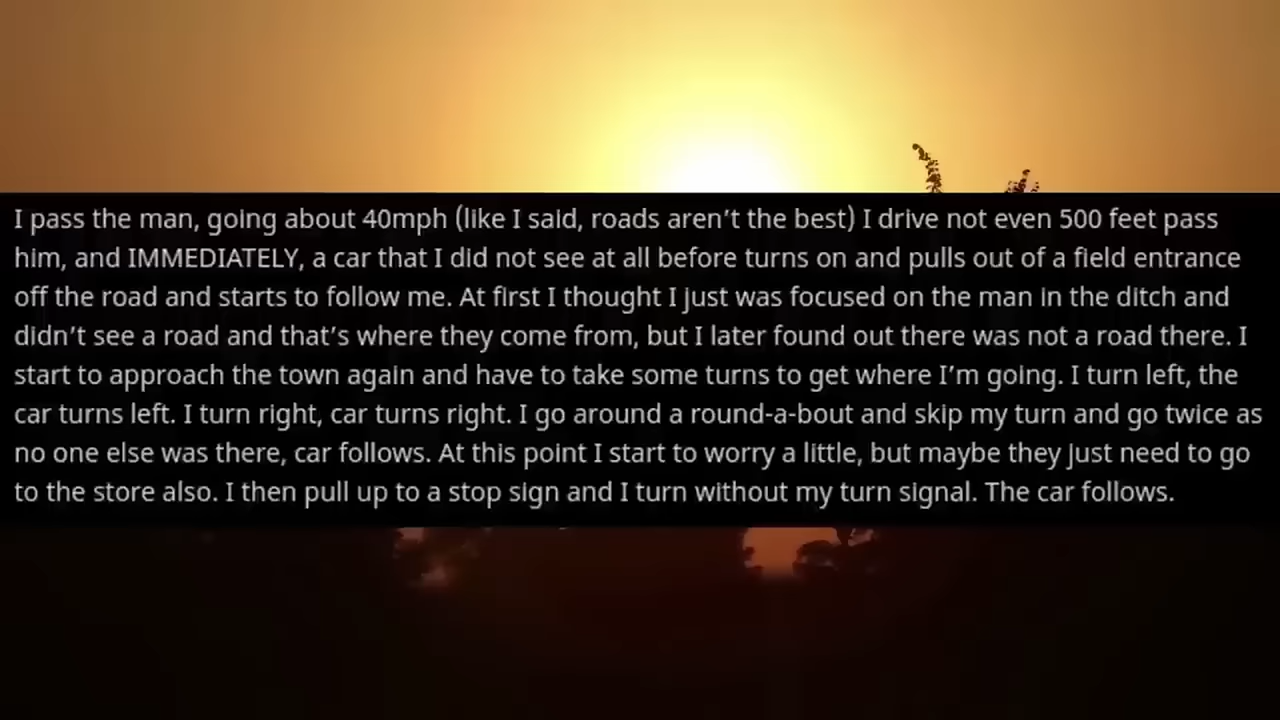 I pass the man, going about 40mph (like I said, roads aren't the best) I drive not even 500 feet pass
him, and IMMEDIATELY, a car that I did not see at all before turns on and pulls out of a field entrance
off the road and starts to follow me. At first I thought I just was focused on the man in the ditch and
didn't see a road and that's where they come from, but I later found out there was not a road there. I
start to approach the town again and have to take some turns to get where I'm going. I turn left, the
car turns left. I turn right, car turns right. I go around a round-a-bout and skip my turn and go twice as
no one else was there, car follows. At this point I start to worry a little, but maybe they just need to go
to the store also. I then pull up to a stop sign and I turn without my turn signal. The car follows.